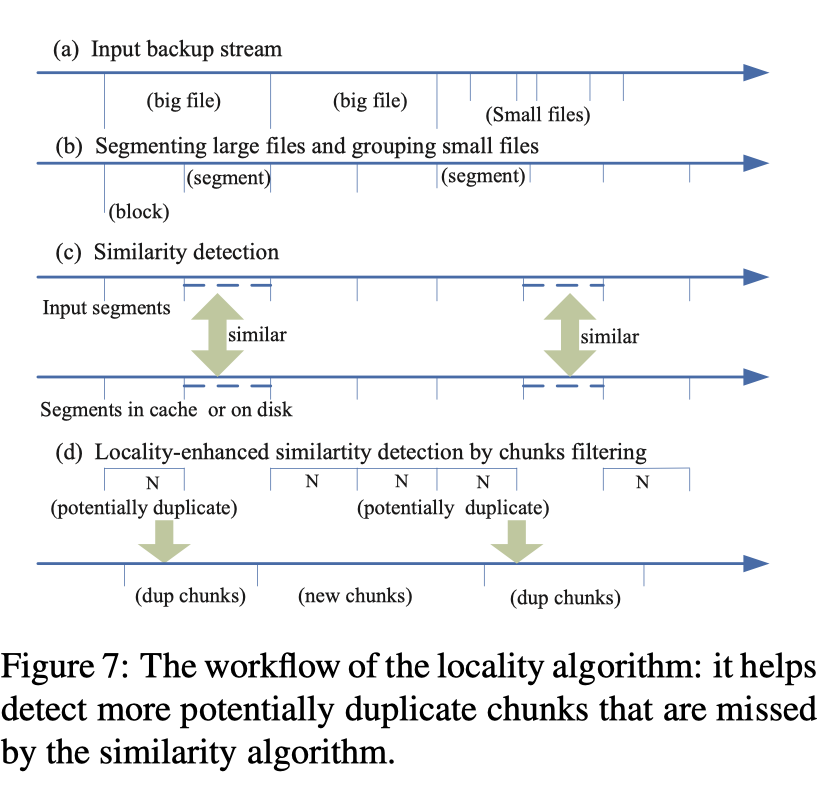 (a) Input backup stream
(big file)
(big file)
(Small files)
(b) Segmenting large files and grouping small files
(segment)
(segment)
(block)
(c) Similarity detection
Input segments
similar
similar
Segments in cache or on disk
(d) Locality-enhanced similartity detection by chunks filtering
N
N
N
N
N
(potentially duplicate)
(potentially duplicate)
(dup chunks)
(new chunks)
(dup chunks)
Figure 7: The workflow of the locality algorithm: it helps
detect more potentially duplicate chunks that are missed
by the similarity algorithm.